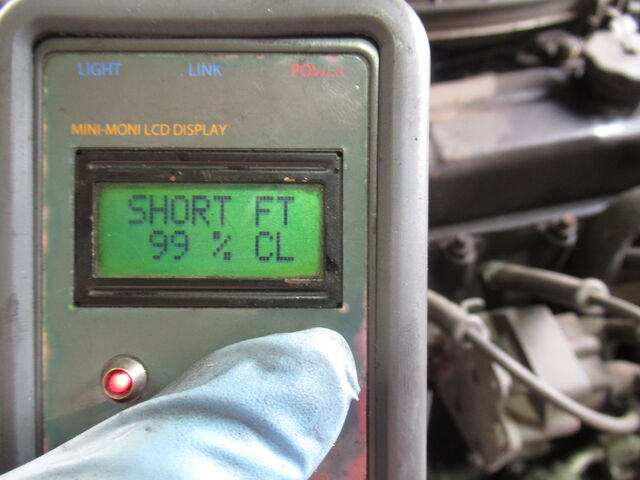 LIGHT LINK POWER
MINI-MONI LCD DISPLAY
SHORT FT
99 % CL